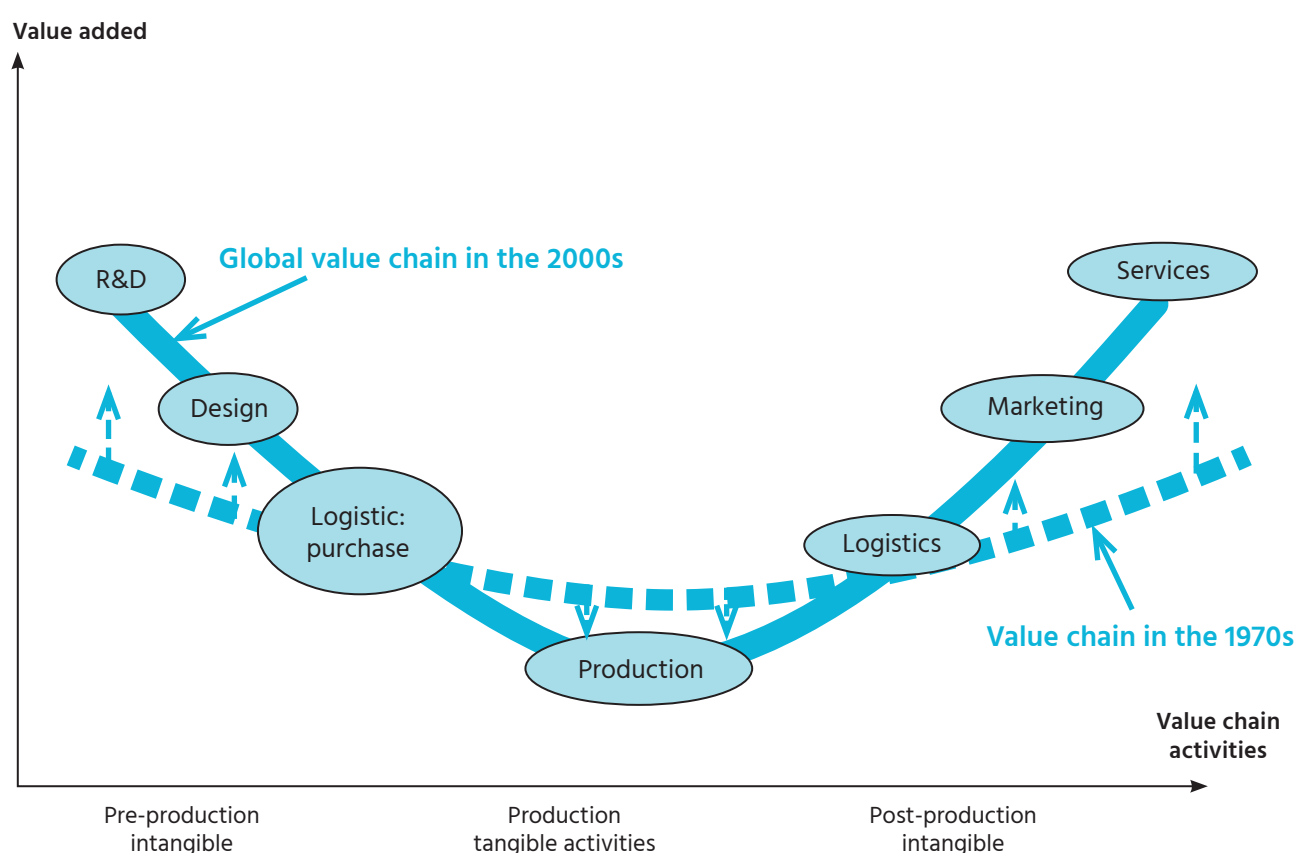 Value added
Global value chain in the 2000s
R&D
Services
Design
Marketing
Logistic:
purchase
Logistics
Value chain in the 1970s
Production
Value chain
activities
Pre-production
intangible
Production
tangible activities
Post-production
intangible